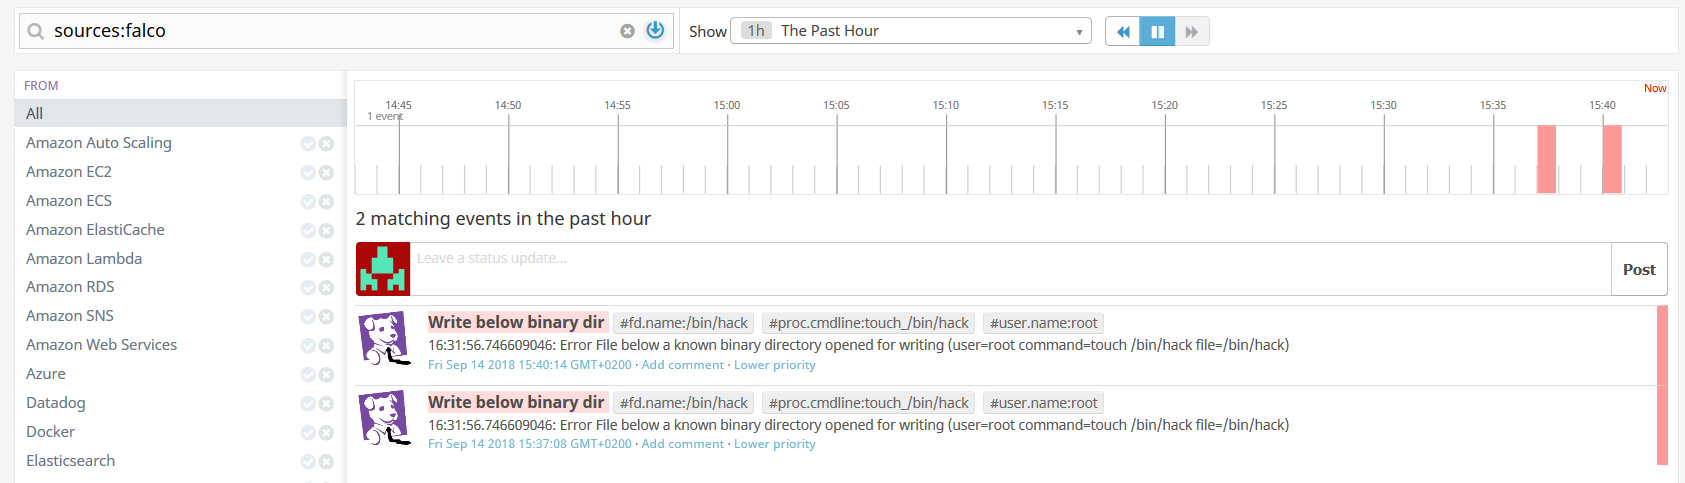 sources:falco
Show 1h The Past Hour
FROM
All
Amazon Auto Scaling
Amazon EC2
Amazon ECS
Amazon ElastiCache
Amazon Lambda
Amazon RDS
Amazon SNS
Amazon Web Services
Azure
Datadog
Docker
Elasticsearch
Now
14:45 14:50 14:55 15:00 15:05 15:10 15:15 15:20 15:25 15:30 15:35 15:40
1 event
2 matching events in the past hour
Leave a status update...
Post
Write below binary dir #fd.name:/bin/hack #proc.cmdline:touch_/bin/hack #user.name:root
16:31:56.746609046: Error File below a known binary directory opened for writing (user=root command=touch /bin/hack file=/bin/hack)
Fri Sep 14 2018 15:40:14 GMT+0200 · Add comment · Lower priority
Write below binary dir #fd.name:/bin/hack #proc.cmdline:touch_/bin/hack #user.name:root
16:31:56.746609046: Error File below a known binary directory opened for writing (user=root command=touch /bin/hack file=/bin/hack)
Fri Sep 14 2018 15:37:08 GMT+0200 · Add comment · Lower priority